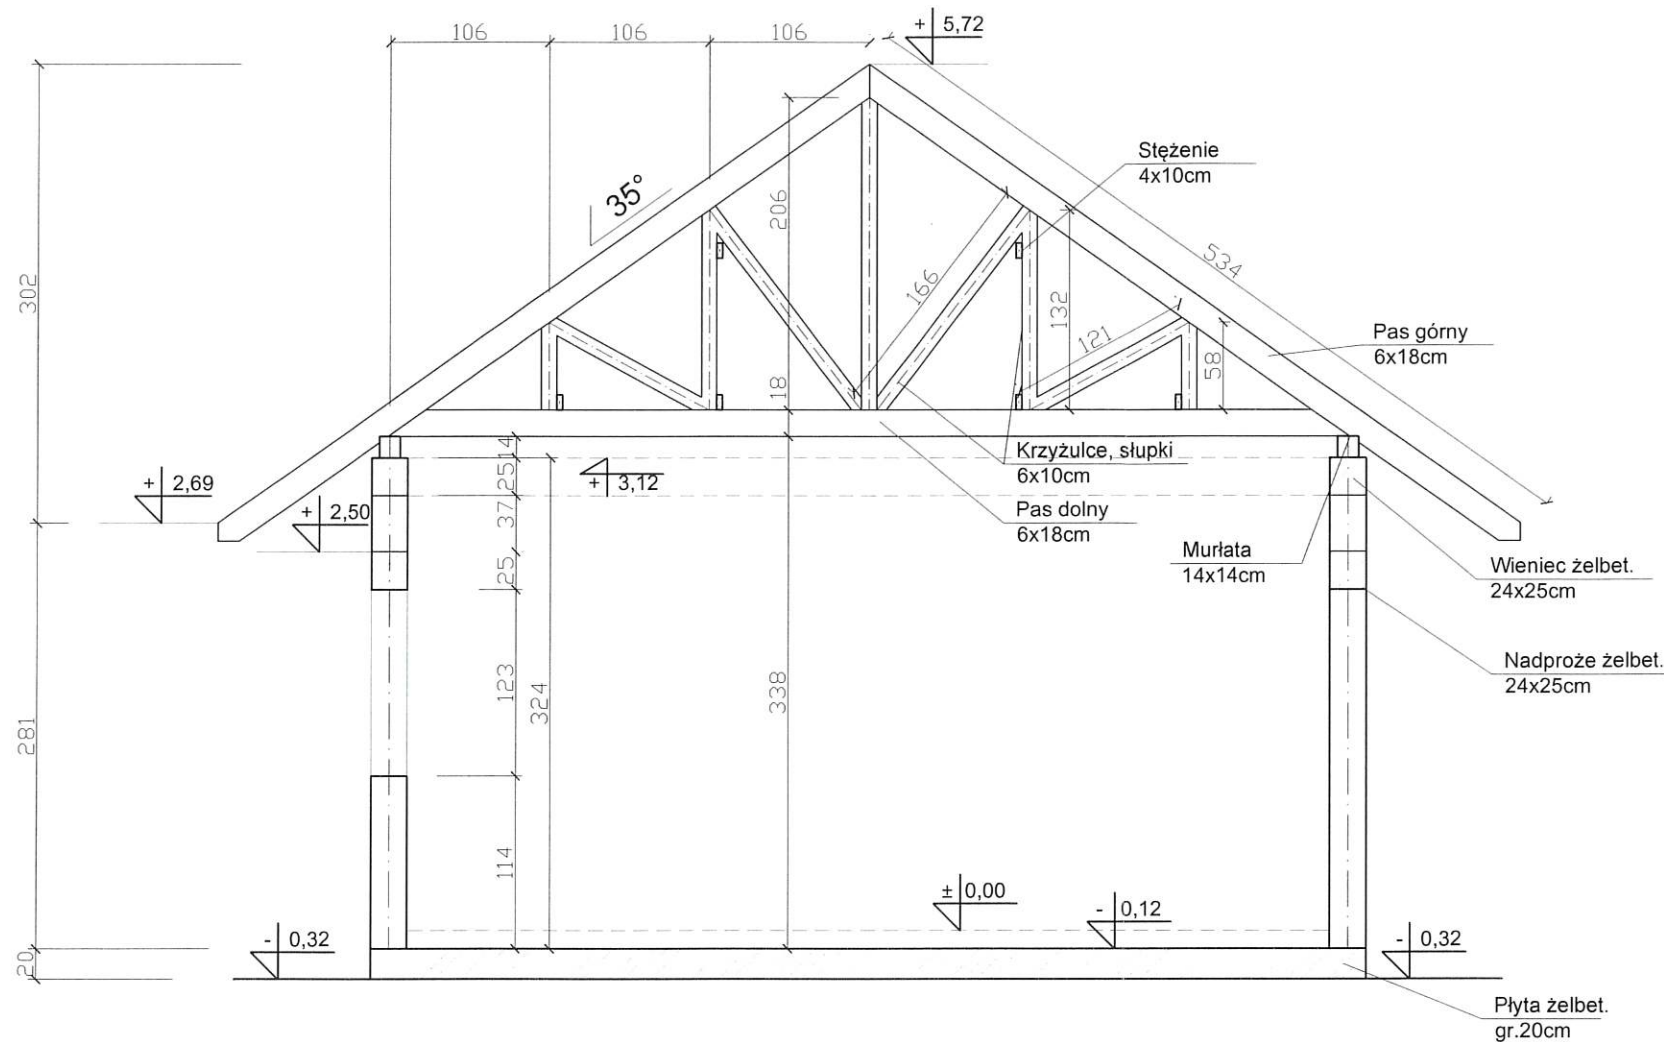 106
106
106
+ 5,72
Stężenie
4x10cm
35°
206
534
302
166
132
121
58
Pas górny
6x18cm
18
14
Krzyżulce, słupki
6x10cm
+ 3,12
+ 2,69
+ 2,50
25
37
Pas dolny
6x18cm
Murłata
14x14cm
Wieniec żelbet.
24x25cm
25
Nadproże żelbet.
24x25cm
123
324
338
281
114
± 0,00
- 0,12
- 0,32
- 0,32
20
Płyta żelbet.
gr.20cm